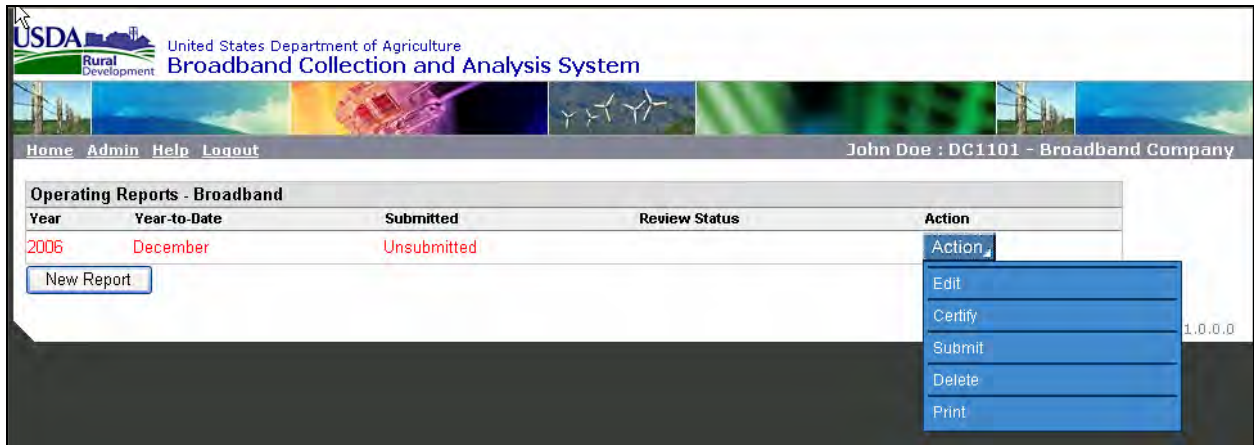 USDA
Rural
Development
United States Department of Agriculture
Broadband Collection and Analysis System
Home Admin Help Logout John Doe : DC1101 - Broadband Company
Operating Reports - Broadband
Year Year-to-Date Submitted Review Status Action
2006 December Unsubmitted Action
New Report
Edit
Certify
1.0.0.0
Submit
Delete
Print